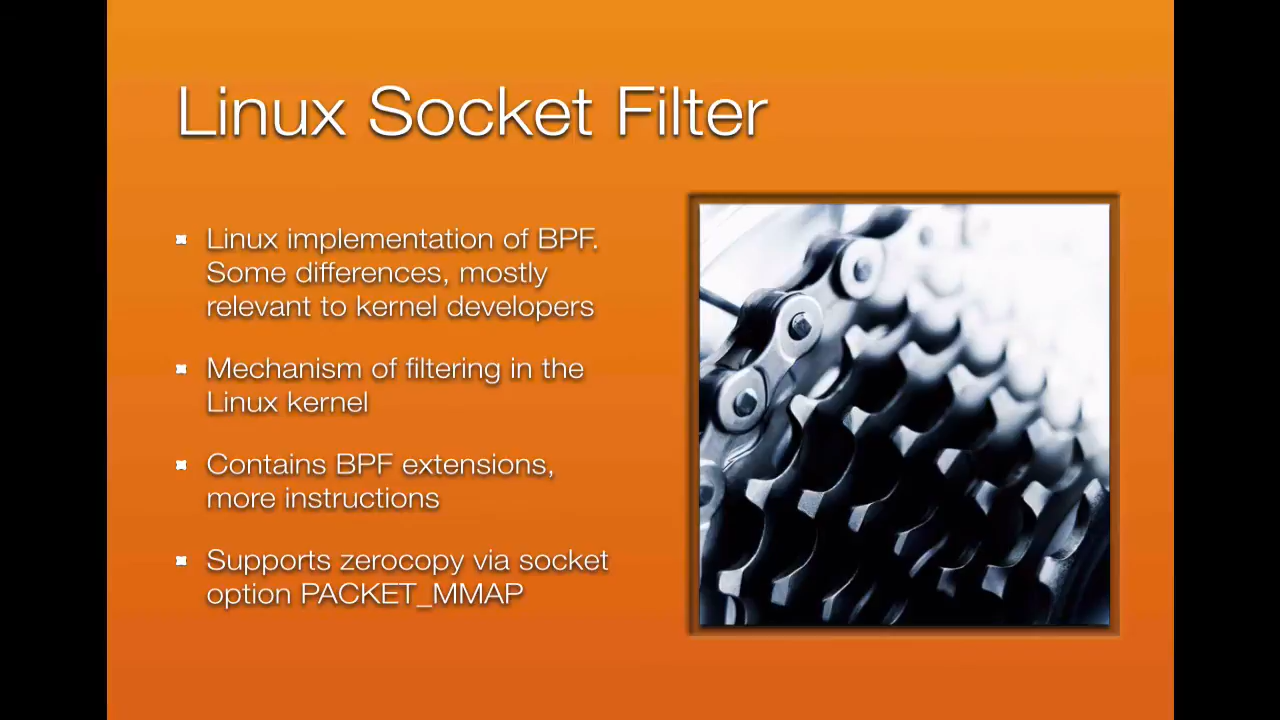 Linux Socket Filter
Linux implementation of BPF.
Some differences, mostly
relevant to kernel developers
Mechanism of filtering in the
Linux kernel
Contains BPF extensions,
more instructions
Supports zerocopy via socket
option PACKET_MMAP